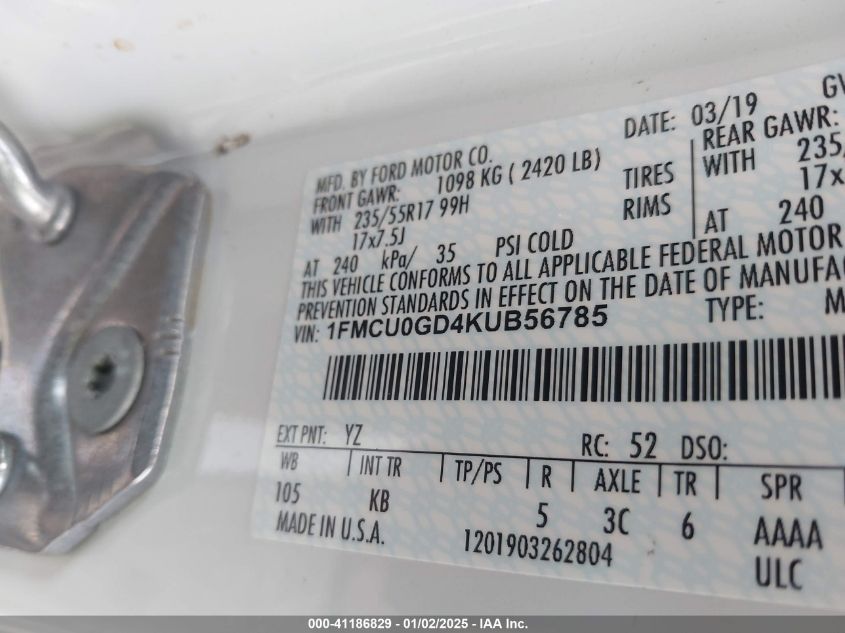 DATE: 03/19 GV
MFD. BY FORD MOTOR CO. REAR GAWR:
FRONT GAWR: 1098 KG ( 2420 LB) WITH 235/
WITH 235/55R17 99H TIRES 17x
17x7.5J RIMS
AT 240 kPa/ 35 PSI COLD AT 240
THIS VEHICLE CONFORMS TO ALL APPLICABLE FEDERAL MOTOR
PREVENTION STANDARDS IN EFFECT ON THE DATE OF MANUFA
VIN: 1FMCU0GD4KUB56785 TYPE: M
EXT PNT: YZ RC: 52 DSO:
WB INT TR TP/PS R AXLE TR SPR
105 KB 5 3C 6 AAAA
MADE IN U.S.A. 1201903262804 ULC
000-41186829 - 01/02/2025 - IAA Inc.